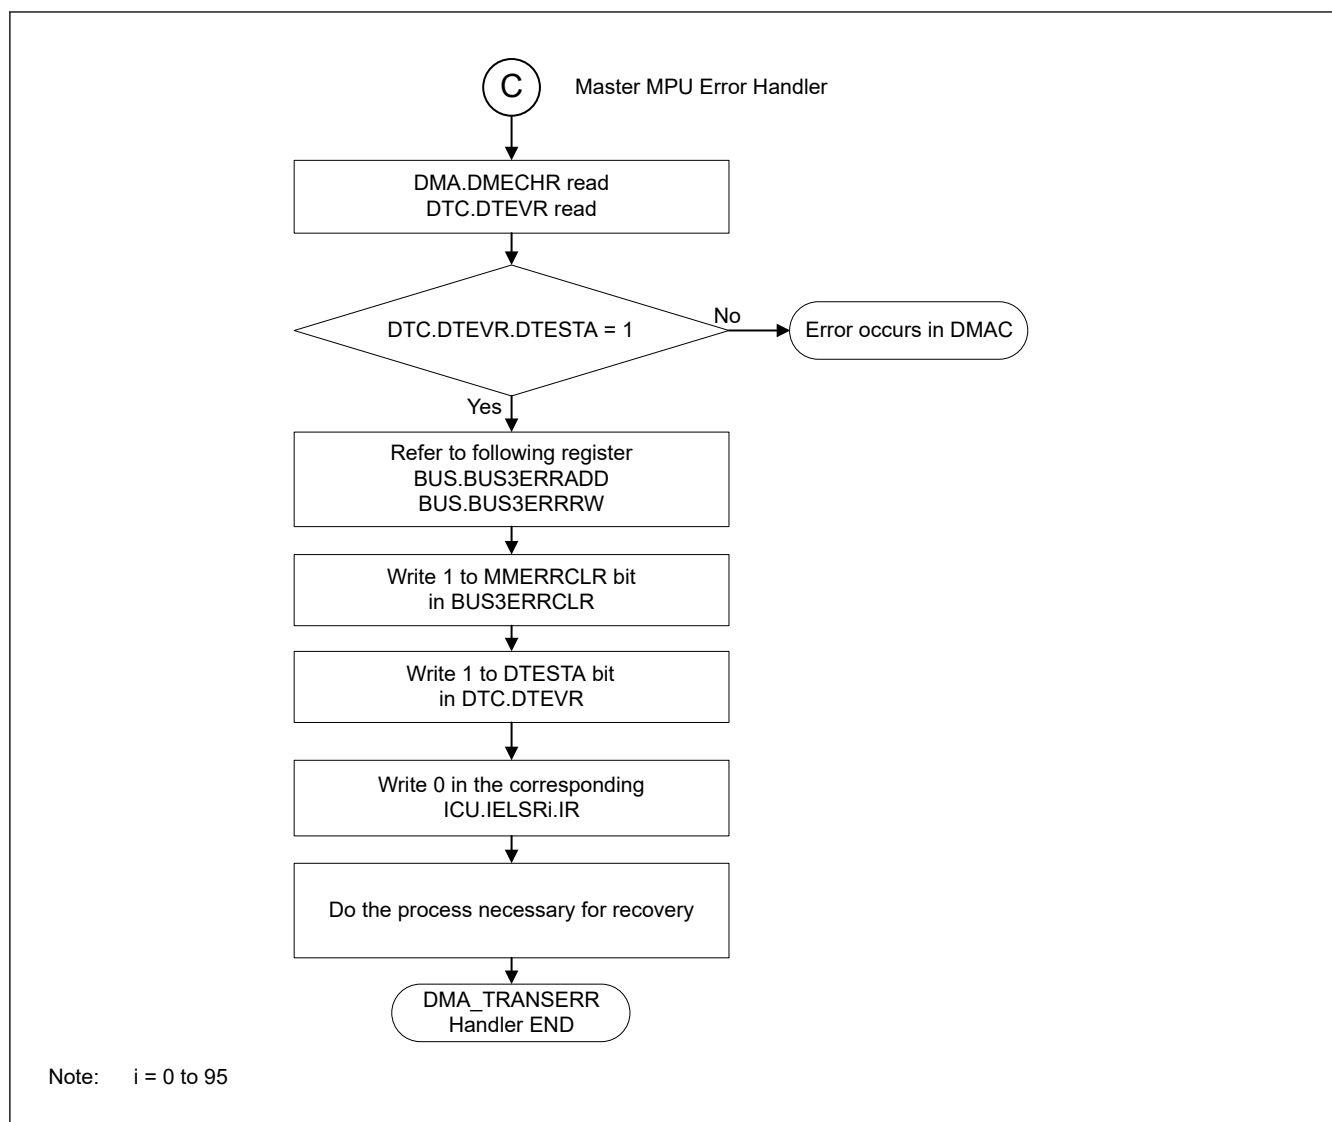 C
Master MPU Error Handler
DMA.DMECHR read
DTC.DTEVR read
DTC.DTEVR.DTESTA = 1
No
Error occurs in DMAC
Yes
Refer to following register
BUS.BUS3ERRADD
BUS.BUS3ERRRW
Write 1 to MMERRCLR bit
in BUS3ERRCLR
Write 1 to DTESTA bit
in DTC.DTEVR
Write 0 in the corresponding
ICU.IELSRi.IR
Do the process necessary for recovery
DMA_TRANSERR
Handler END
Note: i = 0 to 95